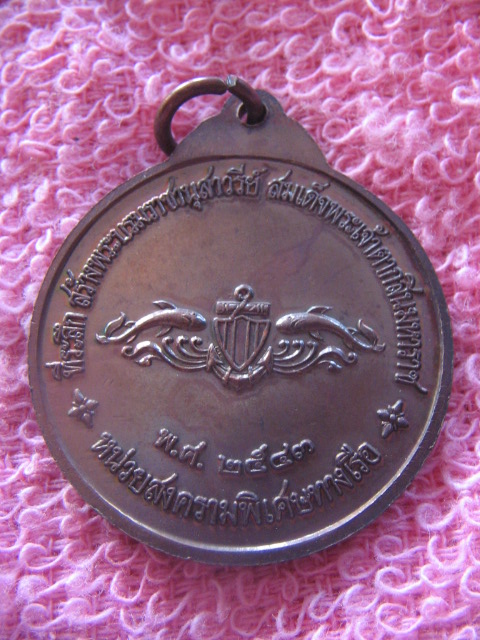 ที่ระลึก สร้างพระบรมราชานุสาวรีย์ สมเด็จพระเจ้าตากสินมหาราช
พ.ศ. ๒๕๔๓
หน่วยสงครามพิเศษทางเรือ